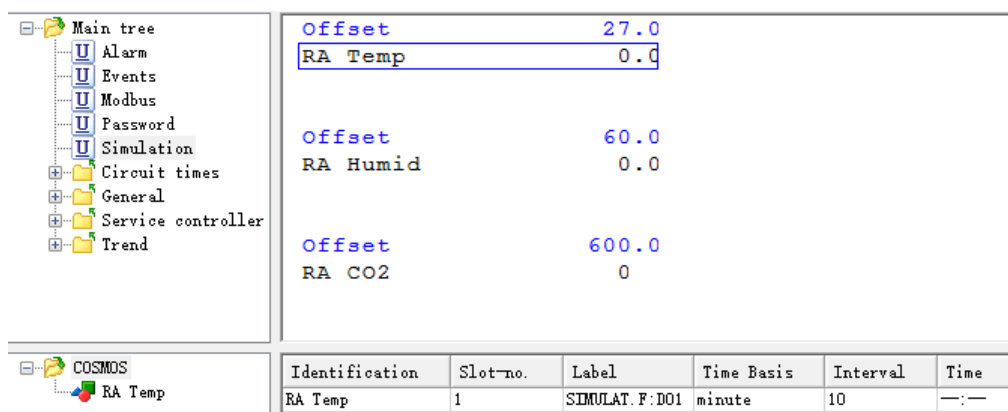 Main tree
Alarm
Events
Modbus
Password
Simulation
Circuit times
General
Service controller
Trend
Offset 27.0
RA Temp 0.0
Offset 60.0
RA Humid 0.0
Offset 600.0
RA CO2 0
COSMOS
RA Temp
Identification Slot-no. Label Time Basis Interval Time
RA Temp 1 SIMULAT.F:D01 minute 10 —:—